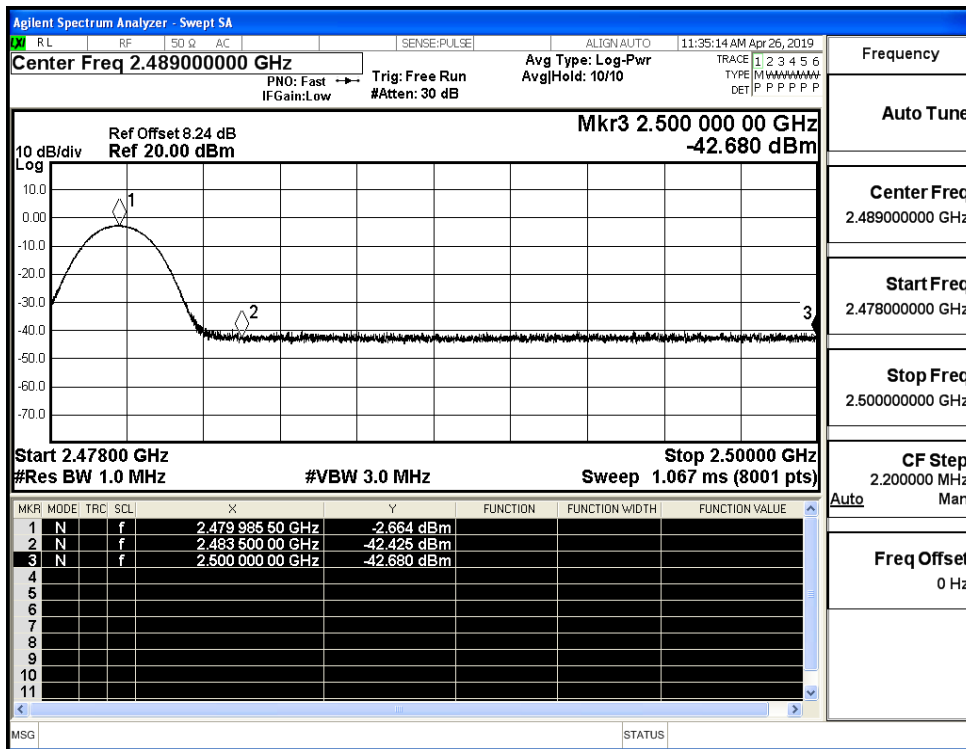 Agilent Spectrum Analyzer - Swept SA
LXI RL RF 50 Ω AC SENSE:PULSE ALIGN AUTO 11:35:14 AM Apr 26, 2019
Center Freq 2.489000000 GHz
PNO: Fast
IFGain:Low
Trig: Free Run
#Atten: 30 dB
Avg Type: Log-Pwr
Avg|Hold: 10/10
TRACE 1 2 3 4 5 6
TYPE MWWWWW
DET P P P P P P
Ref Offset 8.24 dB
Ref 20.00 dBm
10 dB/div
Log
Mkr3 2.500 000 00 GHz
-42.680 dBm
10.0
0.00
-10.0
-20.0
-30.0
-40.0
-50.0
-60.0
-70.0
1
2
3
Start 2.47800 GHz
Stop 2.50000 GHz
#Res BW 1.0 MHz
#VBW 3.0 MHz
Sweep 1.067 ms (8001 pts)
MKR MODE TRC SCL X Y FUNCTION FUNCTION WIDTH FUNCTION VALUE
1 N f 2.479 985 50 GHz -2.664 dBm
2 N f 2.483 500 00 GHz -42.425 dBm
3 N f 2.500 000 00 GHz -42.680 dBm
4
5
6
7
8
9
10
11
MSG
STATUS
Frequency
Auto Tune
Center Freq
2.489000000 GHz
Start Freq
2.478000000 GHz
Stop Freq
2.500000000 GHz
CF Step
2.200000 MHz
Auto Man
Freq Offset
0 Hz